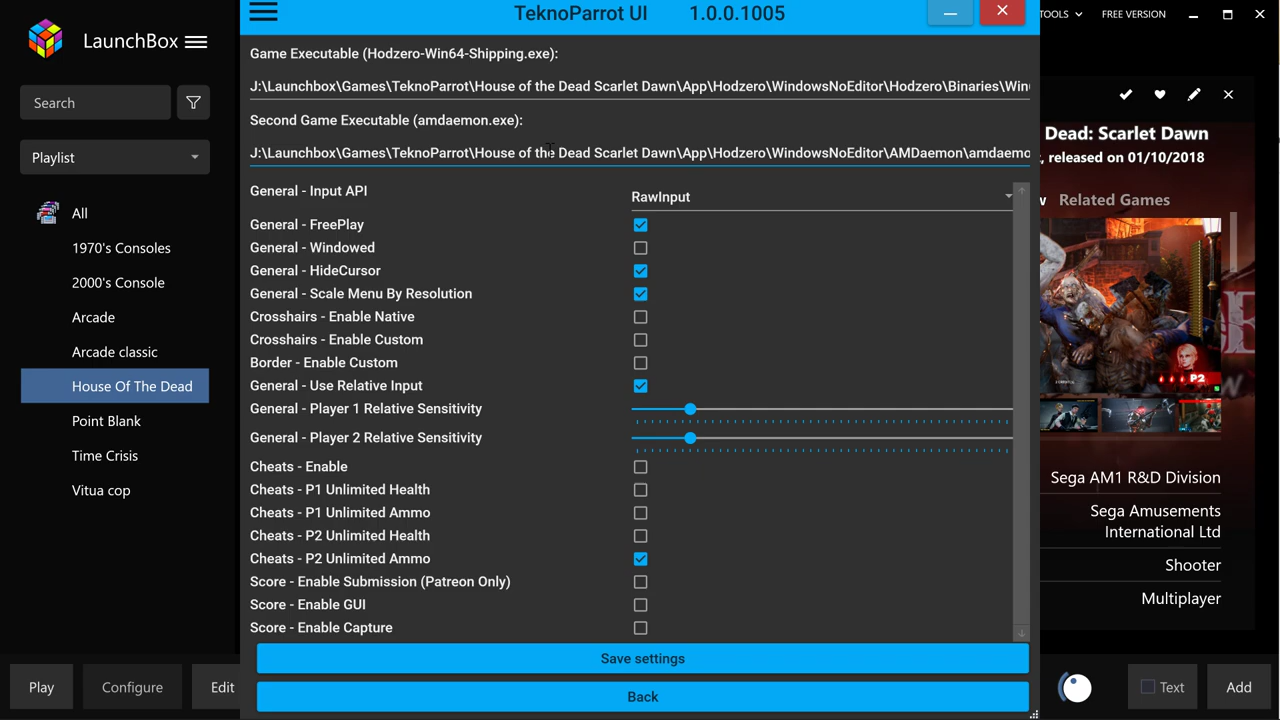 LaunchBox
Search
Playlist
All
1970's Consoles
2000's Console
Arcade
Arcade classic
House Of The Dead
Point Blank
Time Crisis
Vitua cop
Play
Configure
Edit
TeknoParrot UI 1.0.0.1005
Game Executable (Hodzero-Win64-Shipping.exe):
J:\Launchbox\Games\TeknoParrot\House of the Dead Scarlet Dawn\App\Hodzero\WindowsNoEditor\Hodzero\Binaries\Win
Second Game Executable (amdaemon.exe):
J:\Launchbox\Games\TeknoParrot\House of the Dead Scarlet Dawn\App\Hodzero\WindowsNoEditor\AMDaemon\amdaemo
General - Input API RawInput
General - FreePlay
General - Windowed
General - HideCursor
General - Scale Menu By Resolution
Crosshairs - Enable Native
Crosshairs - Enable Custom
Border - Enable Custom
General - Use Relative Input
General - Player 1 Relative Sensitivity
General - Player 2 Relative Sensitivity
Cheats - Enable
Cheats - P1 Unlimited Health
Cheats - P1 Unlimited Ammo
Cheats - P2 Unlimited Health
Cheats - P2 Unlimited Ammo
Score - Enable Submission (Patreon Only)
Score - Enable GUI
Score - Enable Capture
Save settings
Back
TOOLS FREE VERSION
Dead: Scarlet Dawn
, released on 01/10/2018
w Related Games
P2
Sega AM1 R&D Division
Sega Amusements
International Ltd
Shooter
Multiplayer
Text
Add